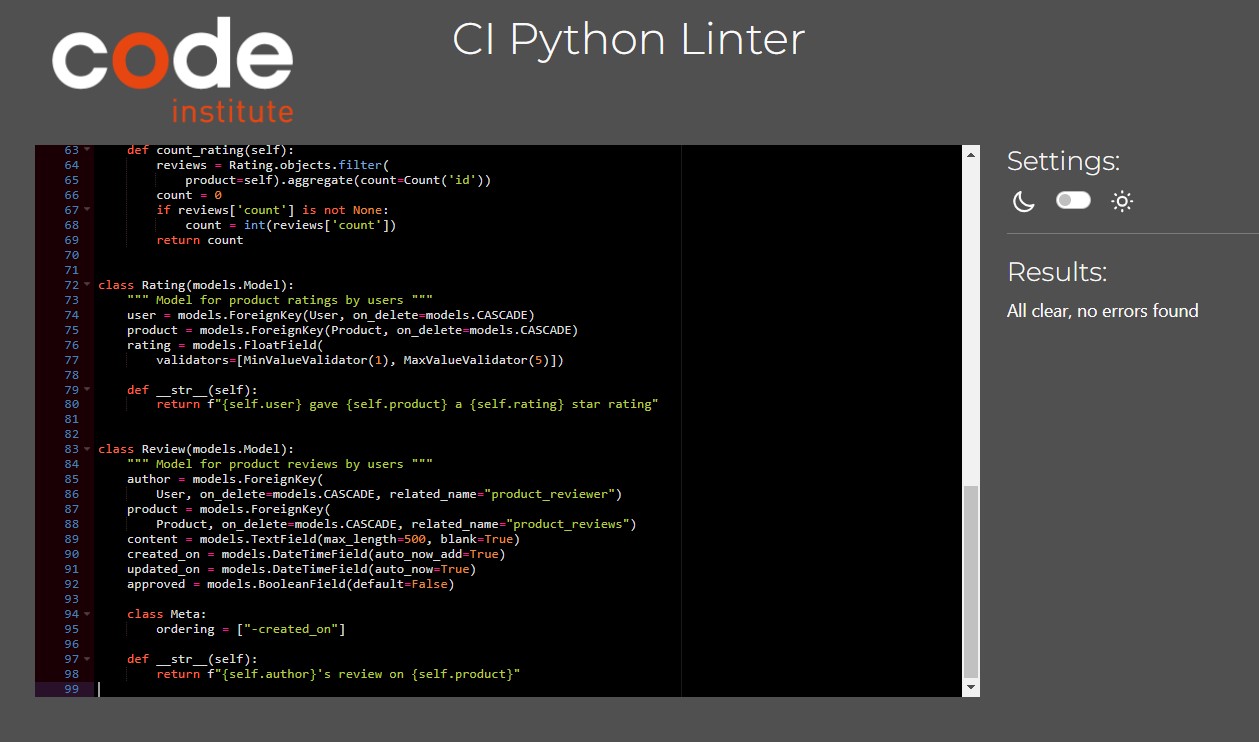 code
institute
CI Python Linter
63     def count_rating(self):
64         reviews = Rating.objects.filter(
65             product=self).aggregate(count=Count('id'))
66         count = 0
67         if reviews['count'] is not None:
68             count = int(reviews['count'])
69         return count
70
71
72 class Rating(models.Model):
73     """ Model for product ratings by users """
74     user = models.ForeignKey(User, on_delete=models.CASCADE)
75     product = models.ForeignKey(Product, on_delete=models.CASCADE)
76     rating = models.FloatField(
77         validators=[MinValueValidator(1), MaxValueValidator(5)])
78
79     def __str__(self):
80         return f"{self.user} gave {self.product} a {self.rating} star rating"
81
82
83 class Review(models.Model):
84     """ Model for product reviews by users """
85     author = models.ForeignKey(
86         User, on_delete=models.CASCADE, related_name="product_reviewer")
87     product = models.ForeignKey(
88         Product, on_delete=models.CASCADE, related_name="product_reviews")
89     content = models.TextField(max_length=500, blank=True)
90     created_on = models.DateTimeField(auto_now_add=True)
91     updated_on = models.DateTimeField(auto_now=True)
92     approved = models.BooleanField(default=False)
93
94     class Meta:
95         ordering = ["-created_on"]
96
97     def __str__(self):
98         return f"{self.author}'s review on {self.product}"
99
Settings:
Results:
All clear, no errors found